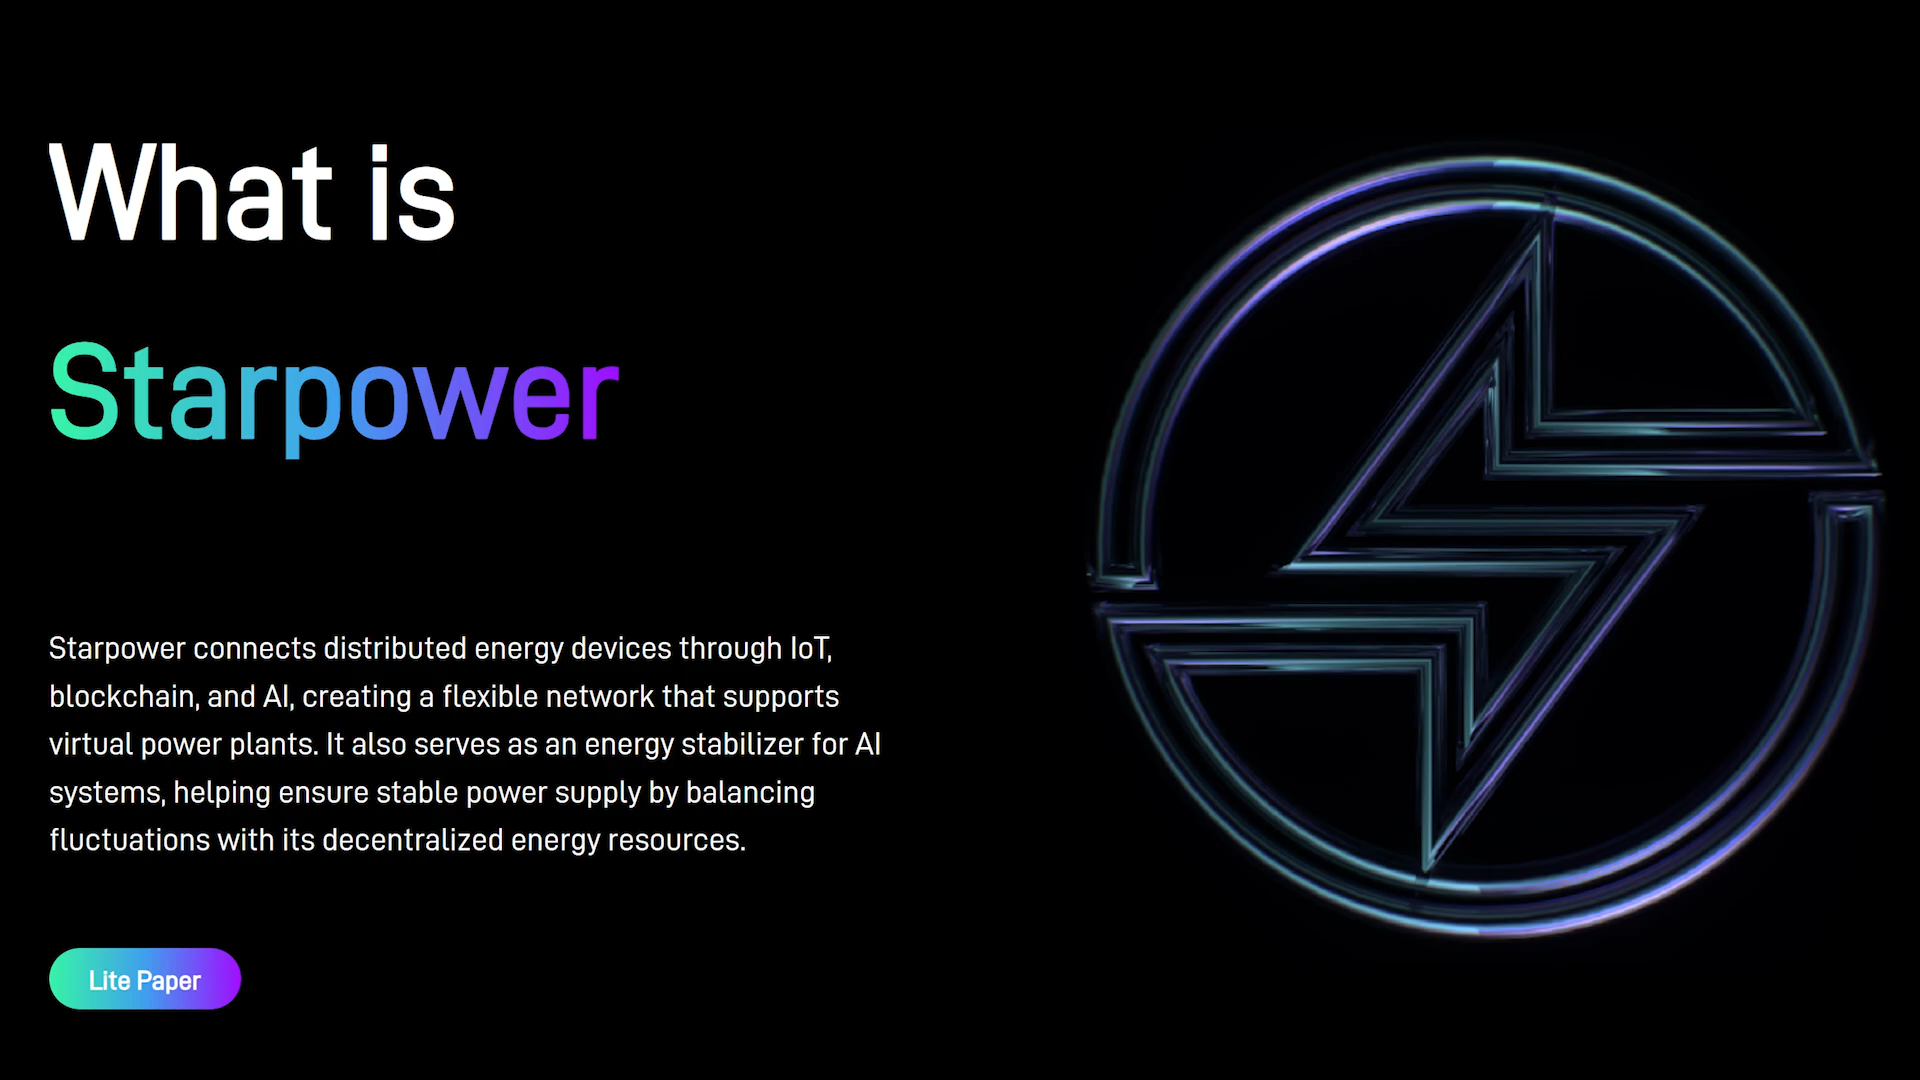 What is
Starpower
Starpower connects distributed energy devices through IoT,
blockchain, and AI, creating a flexible network that supports
virtual power plants. It also serves as an energy stabilizer for AI
systems, helping ensure stable power supply by balancing
fluctuations with its decentralized energy resources.
Lite Paper